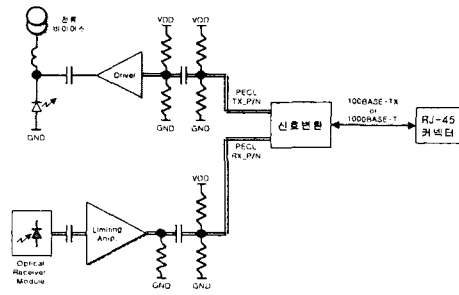 전류
바이어스
VDD
VDD
Driver
GND
GND
GND
PECL
TX_P/N
PECL
RX_P/N
신호변환
100BASE-TX
or
1000BASE-T
RJ-45
커넥터
VDD
Limiting
Amp.
Optical
Receiver
Module
GND
GND